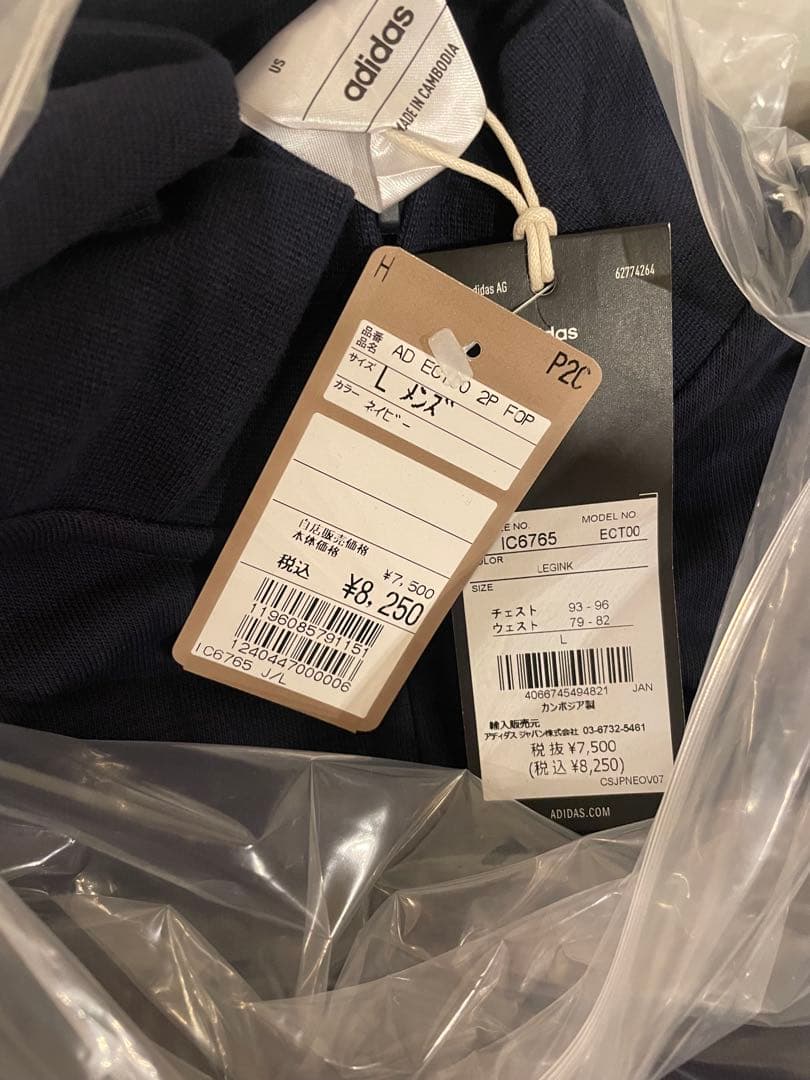 US
adidas
MADE IN CAMBODIA
H
P2C
品番
品名
AD ECT00 2P FOP
サイズ
L メンズ
カラー
ネイビー
自店販売価格
本体価格
¥7,500
税込
¥8,250
1196085791151
1240447000006
IC6765 J/L
adidas AG
62774264
MODEL NO.
IC6765
ECT00
LEGINK
SIZE
チェスト 93 - 96
ウェスト 79 - 82
L
4066745494821 JAN
カンボジア製
輸入販売元
アディダス ジャパン株式会社 03-6732-5461
税抜 ¥7,500
(税込 ¥8,250)
CSJPNEOV07
ADIDAS.COM